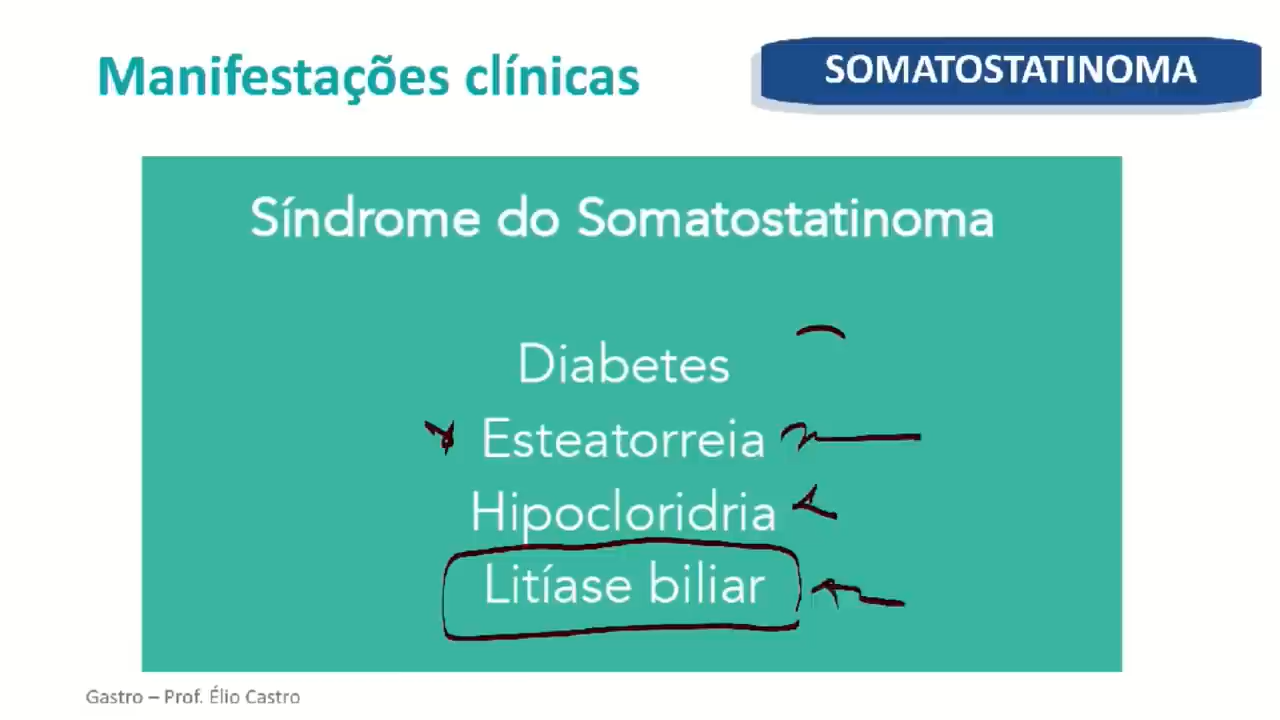 Manifestações clínicas
SOMATOSTATINOMA
Síndrome do Somatostatinoma
Diabetes
Esteatorreia
Hipocloridria
Litíase biliar
Gastro – Prof. Élio Castro